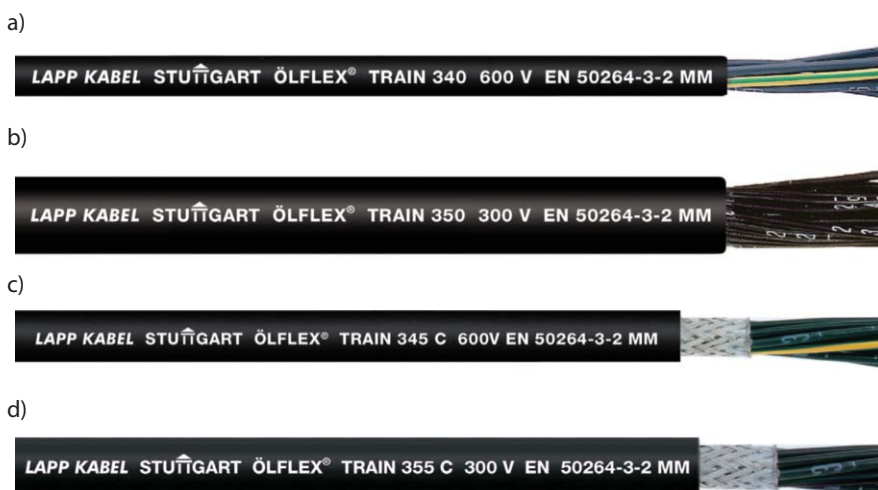 a)
LAPP KABEL STUTTGART ÖLFLEX® TRAIN 340 600 V EN 50264-3-2 MM
b)
LAPP KABEL STUTTGART ÖLFLEX® TRAIN 350 300 V EN 50264-3-2 MM
c)
LAPP KABEL STUTTGART ÖLFLEX® TRAIN 345 C 600V EN 50264-3-2 MM
d)
LAPP KABEL STUTTGART ÖLFLEX® TRAIN 355 C 300 V EN 50264-3-2 MM